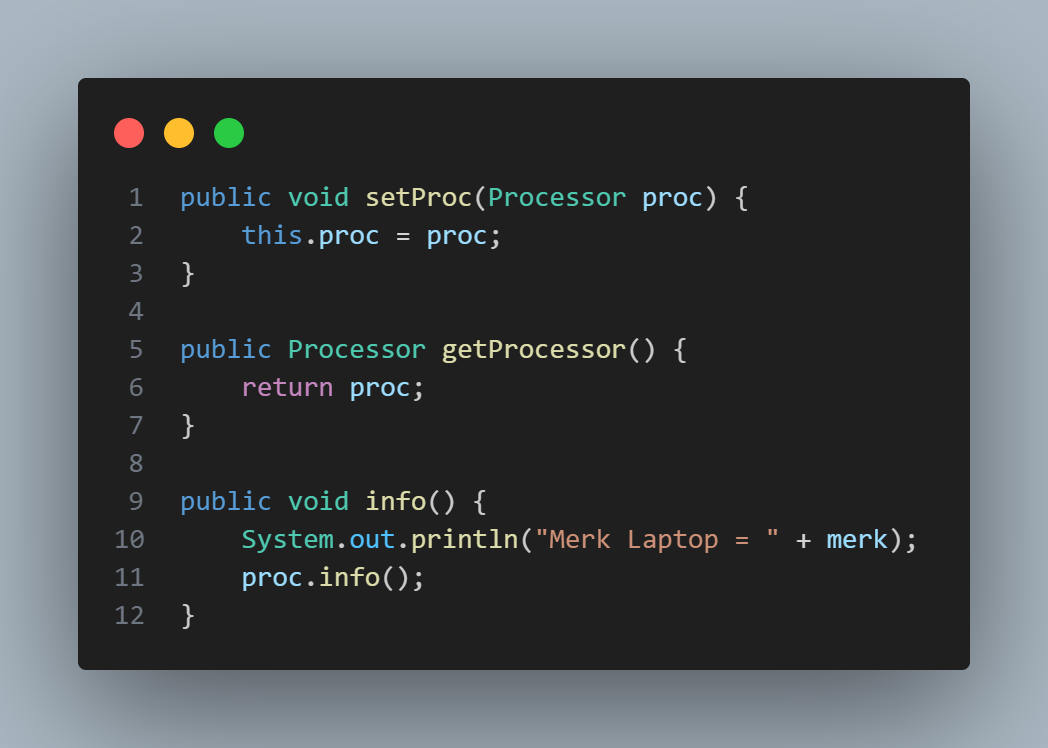 1 public void setProc(Processor proc) {
2     this.proc = proc;
3 }
4
5 public Processor getProcessor() {
6     return proc;
7 }
8
9 public void info() {
10     System.out.println("Merk Laptop = " + merk);
11     proc.info();
12 }